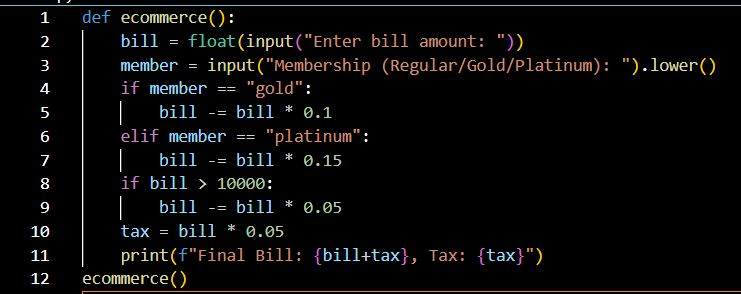 1 def ecommerce():
2     bill = float(input("Enter bill amount: "))
3     member = input("Membership (Regular/Gold/Platinum): ").lower()
4     if member == "gold":
5         bill -= bill * 0.1
6     elif member == "platinum":
7         bill -= bill * 0.15
8     if bill > 10000:
9         bill -= bill * 0.05
10     tax = bill * 0.05
11     print(f"Final Bill: {bill+tax}, Tax: {tax}")
12 ecommerce()